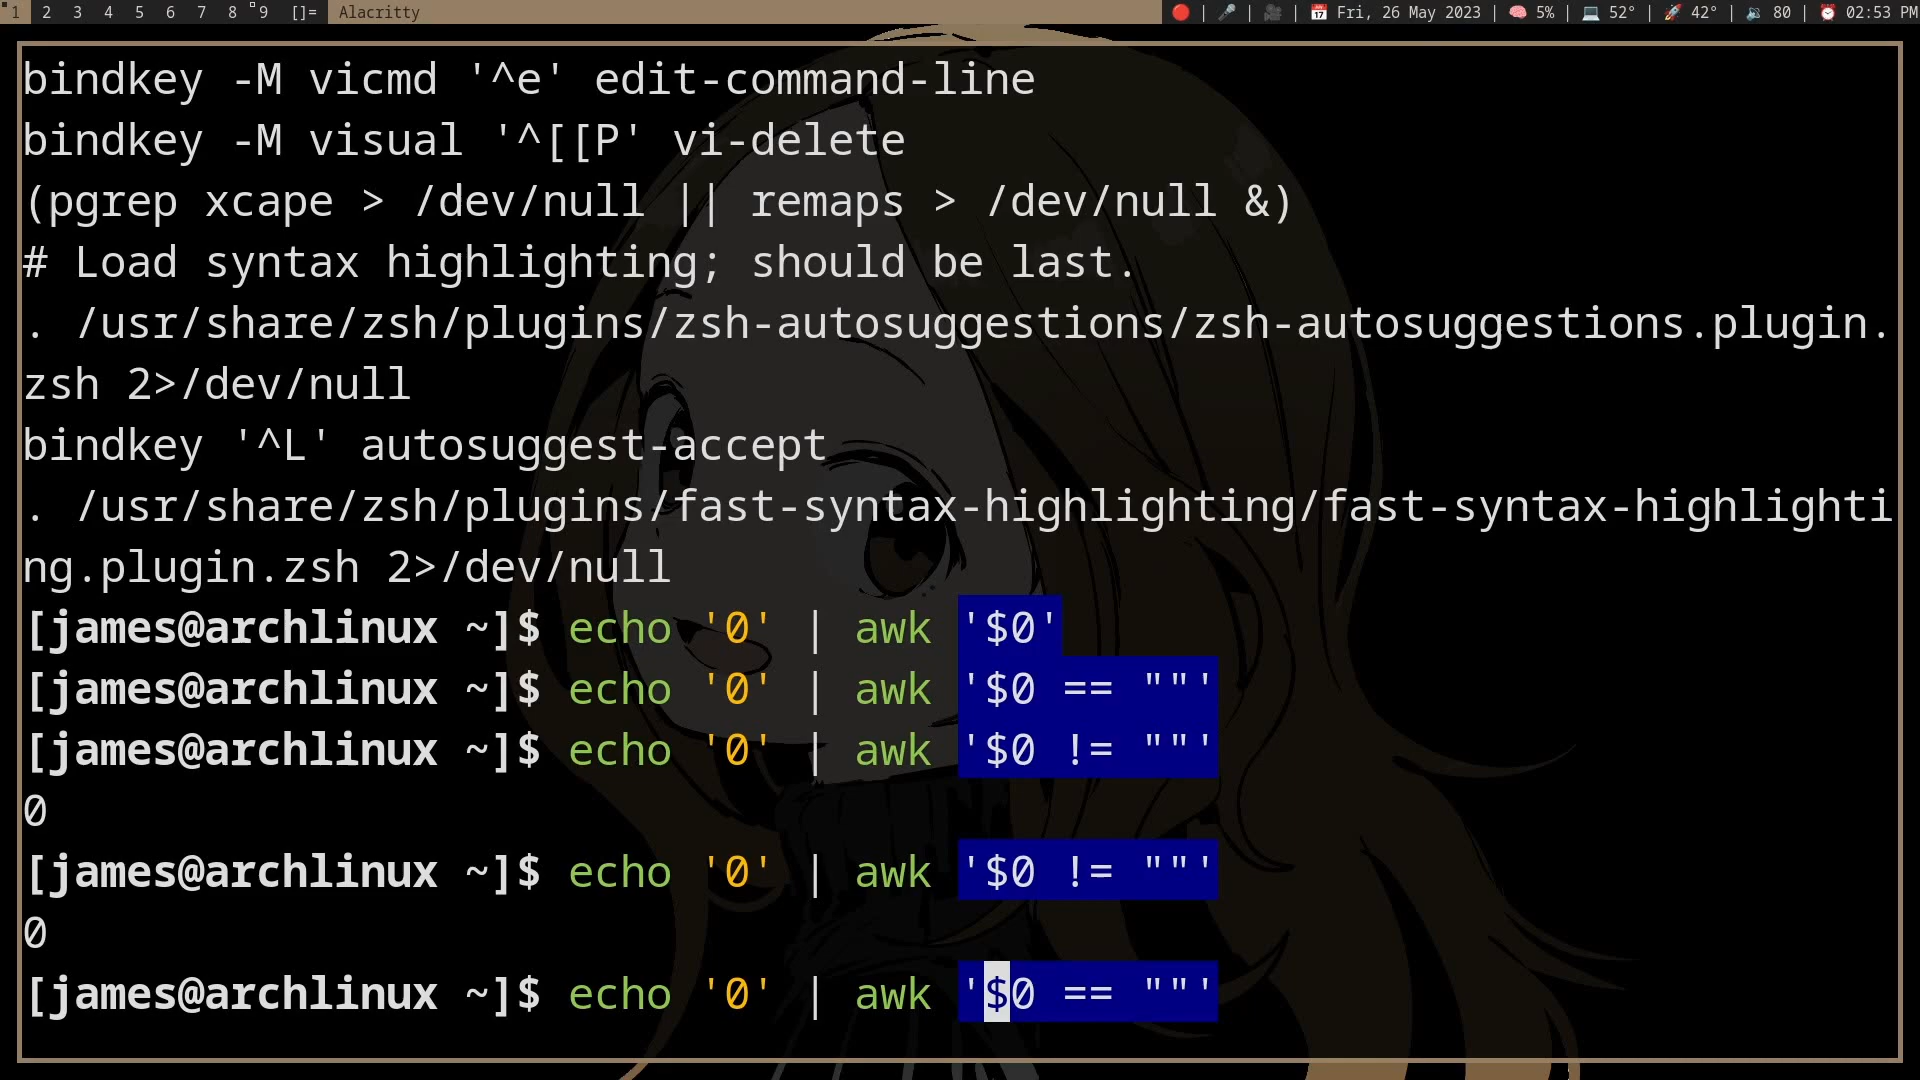 1 2 3 4 5 6 7 8 9 []= Alacritty | | | Fri, 26 May 2023 | 5% | 52° | 42° | 80 | 02:53 PM
bindkey -M vicmd '^e' edit-command-line
bindkey -M visual '^[[P' vi-delete
(pgrep xcape > /dev/null || remaps > /dev/null &)
# Load syntax highlighting; should be last.
. /usr/share/zsh/plugins/zsh-autosuggestions/zsh-autosuggestions.plugin.
zsh 2>/dev/null
bindkey '^L' autosuggest-accept
. /usr/share/zsh/plugins/fast-syntax-highlighting/fast-syntax-highlighti
ng.plugin.zsh 2>/dev/null
[james@archlinux ~]$ echo '0' | awk '$0'
[james@archlinux ~]$ echo '0' | awk '$0 == ""'
[james@archlinux ~]$ echo '0' | awk '$0 != ""'
0
[james@archlinux ~]$ echo '0' | awk '$0 != ""'
0
[james@archlinux ~]$ echo '0' | awk '$0 == ""'